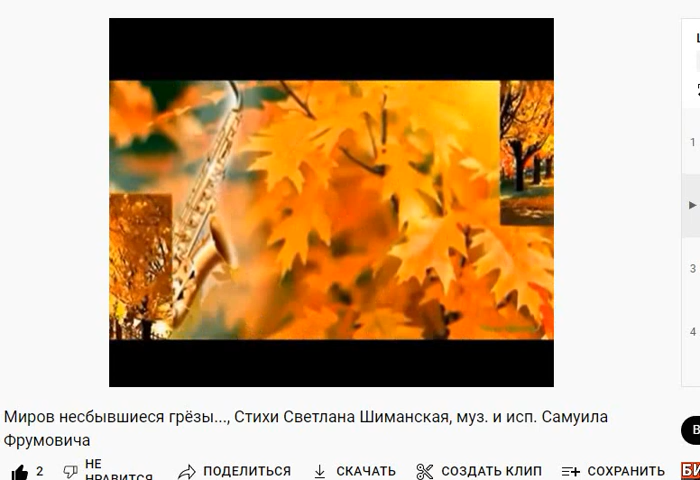 Миров несбывшиеся грёзы..., Стихи Светлана Шиманская, муз. и исп. Самуила
Фрумовича
2
НЕ
НРАВИТСЯ
ПОДЕЛИТЬСЯ
СКАЧАТЬ
СОЗДАТЬ КЛИП
СОХРАНИТЬ
1
3
4